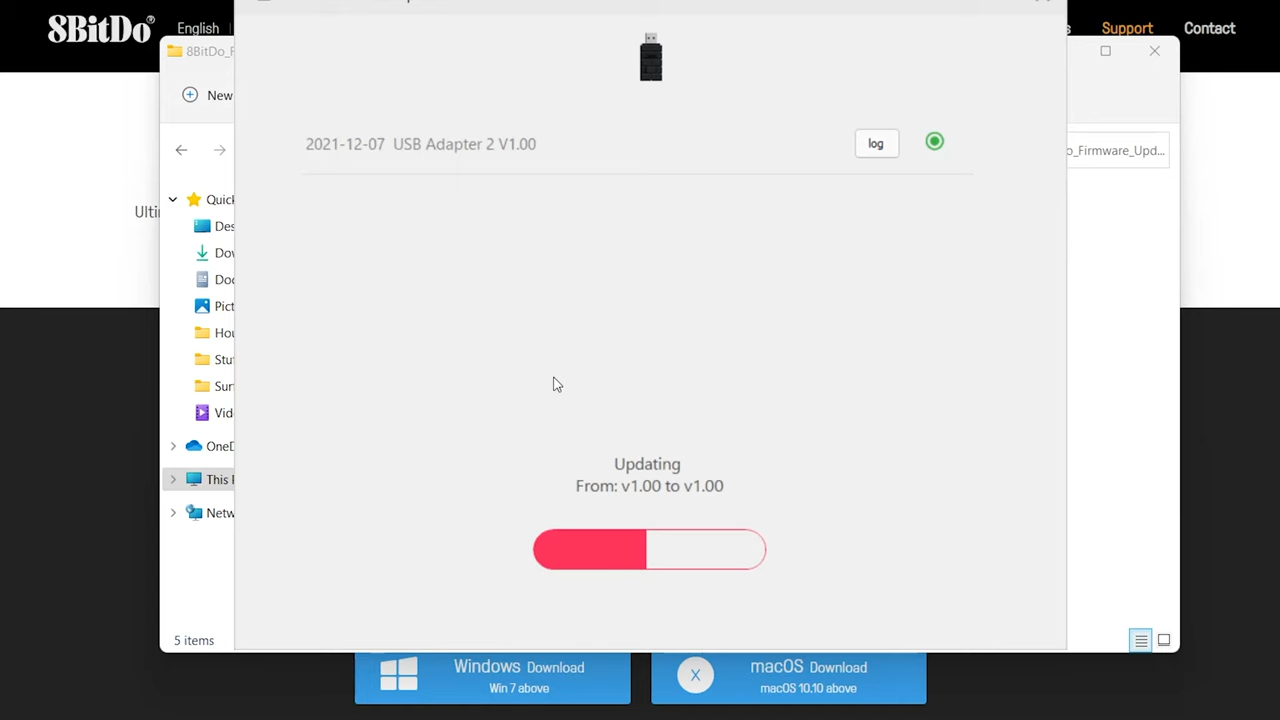 8BitDo®
English
Support
Contact
New
2021-12-07 USB Adapter 2 V1.00
log
o_Firmware_Upd...
Quick
Ulti
Des
Dow
Doc
Pict
Hou
Stu
Sur
Vid
OneD
This P
Netw
Updating
From: v1.00 to v1.00
5 items
Windows Download
Win 7 above
X
macOS Download
macOS 10.10 above